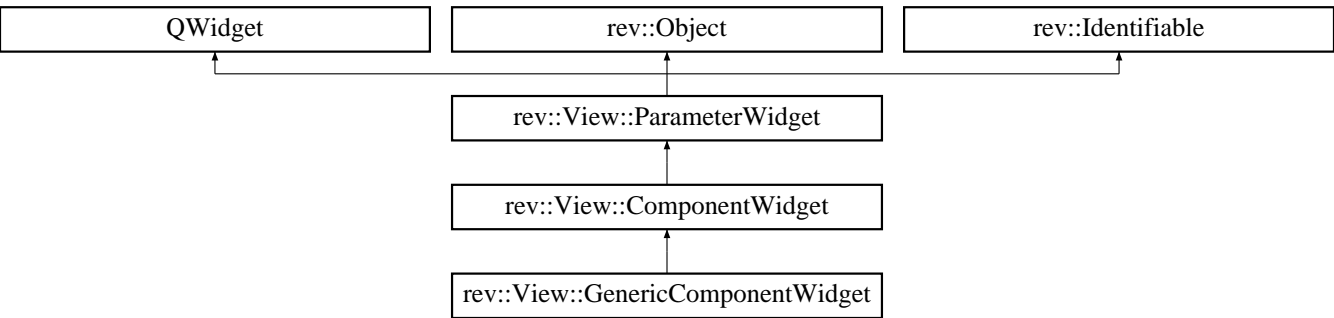 QWidget
rev::Object
rev::Identifiable
rev::View::ParameterWidget
rev::View::ComponentWidget
rev::View::GenericComponentWidget